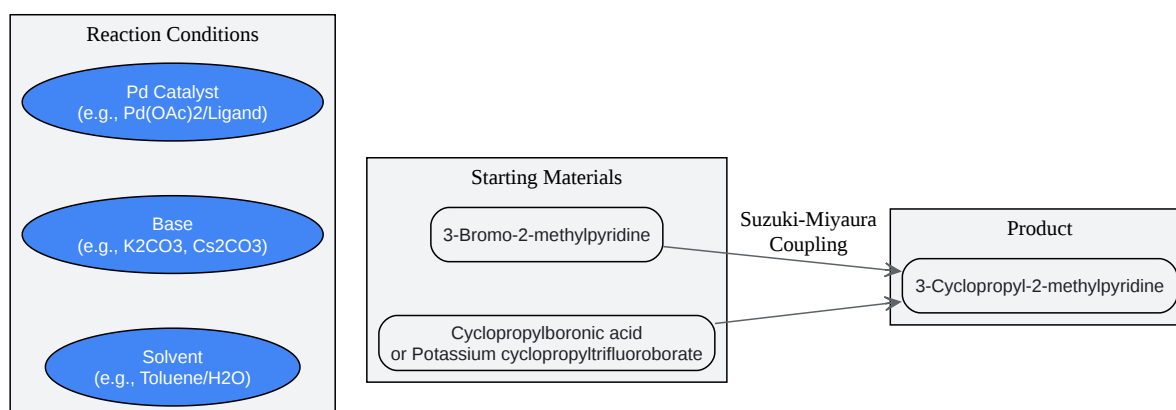 Reaction Conditions
Pd Catalyst
(e.g., Pd(OAc)2/Ligand)
Base
(e.g., K2CO3, Cs2CO3)
Solvent
(e.g., Toluene/H2O)
Starting Materials
3-Bromo-2-methylpyridine
Cyclopropylboronic acid
or Potassium cyclopropyltrifluoroborate
Suzuki-Miyaura
Coupling
Product
3-Cyclopropyl-2-methylpyridine